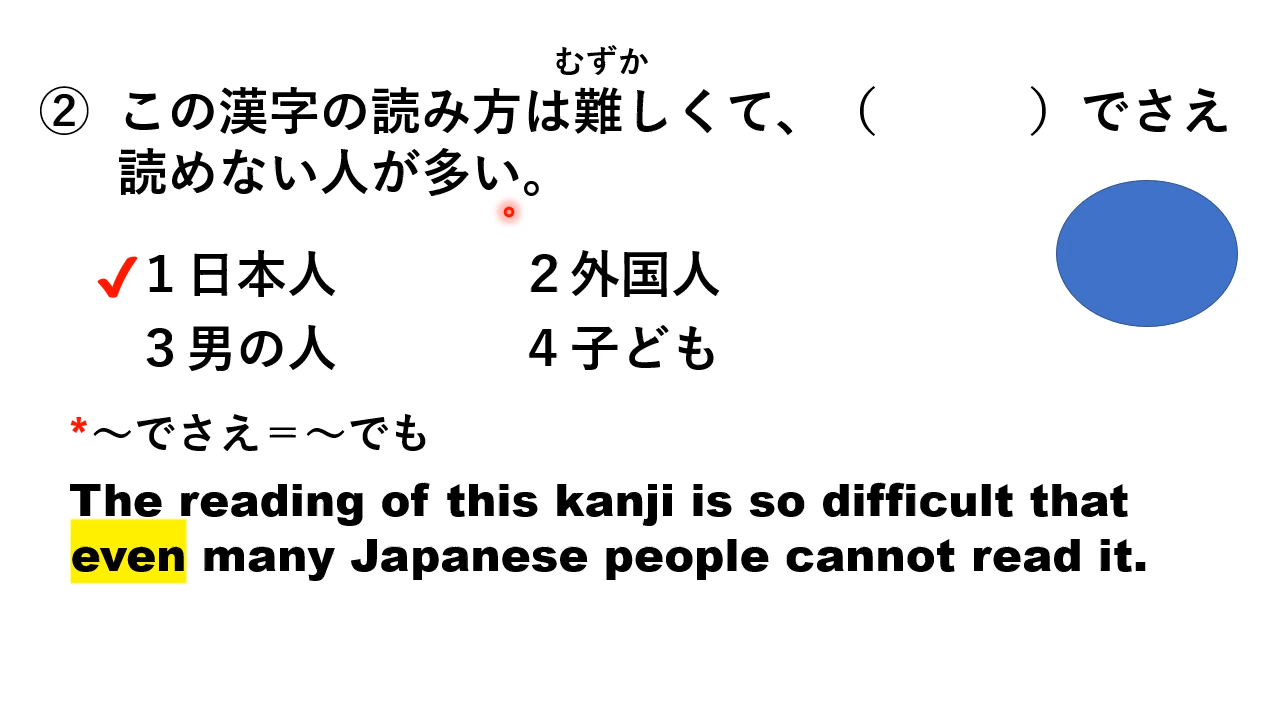 むずか
② この漢字の読み方は難しくて、（　　　）でさえ
読めない人が多い。
✔１日本人　２外国人
３男の人　４子ども
*～でさえ＝～でも
The reading of this kanji is so difficult that
even many Japanese people cannot read it.